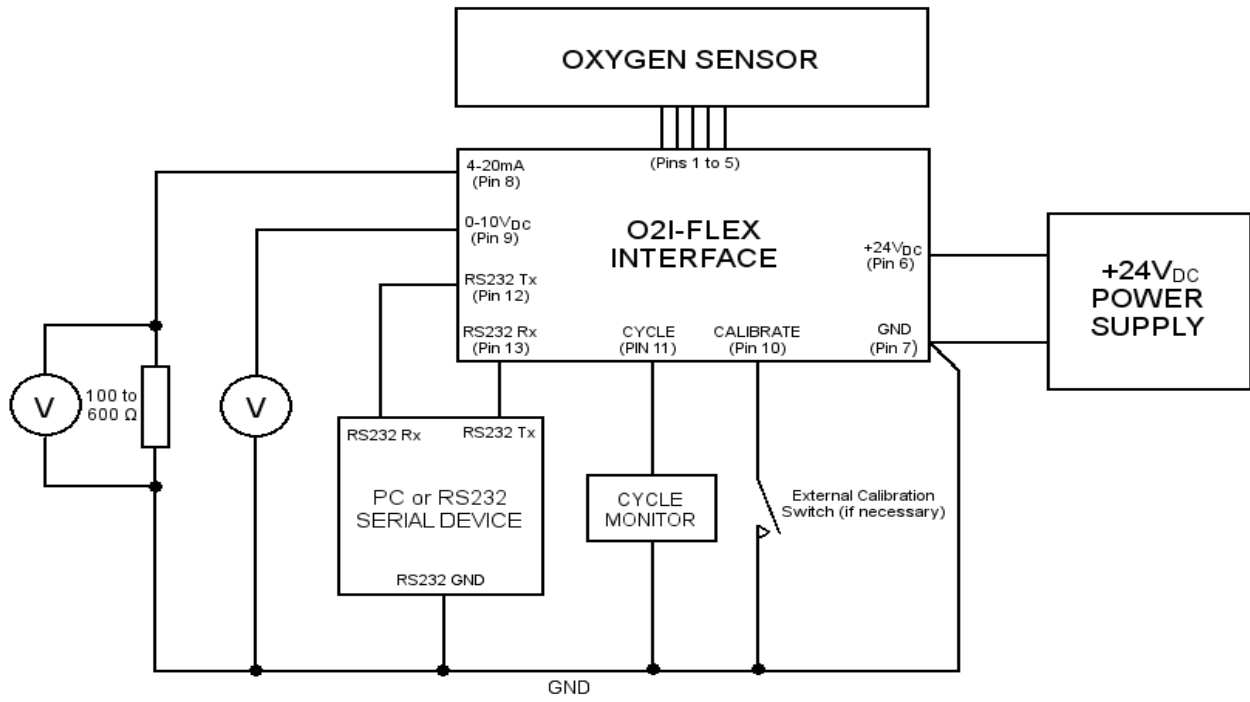 OXYGEN SENSOR
(Pins 1 to 5)
4-20mA
(Pin 8)
0-10VDC
(Pin 9)
O2I-FLEX
INTERFACE
+24VDC
(Pin 6)
+24VDC
POWER
SUPPLY
RS232 Tx
(Pin 12)
RS232 Rx
(Pin 13)
CYCLE
(PIN 11)
CALIBRATE
(Pin 10)
GND
(Pin 7)
V
100 to
600 Ω
V
RS232 Rx
RS232 Tx
PC or RS232
SERIAL DEVICE
RS232 GND
CYCLE
MONITOR
External Calibration
Switch (if necessary)
GND